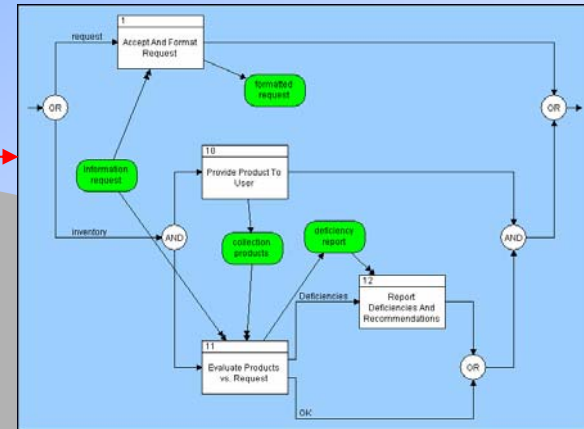 1
request
Accept And Format
Request
OR
formatted
request
OR
10
information
request
Provide Product To
User
inventory
AND
deficiency
report
AND
collection
products
12
Deficiencies
Report
Deficiencies And
Recommendations
11
Evaluate Products
vs. Request
OR
OK